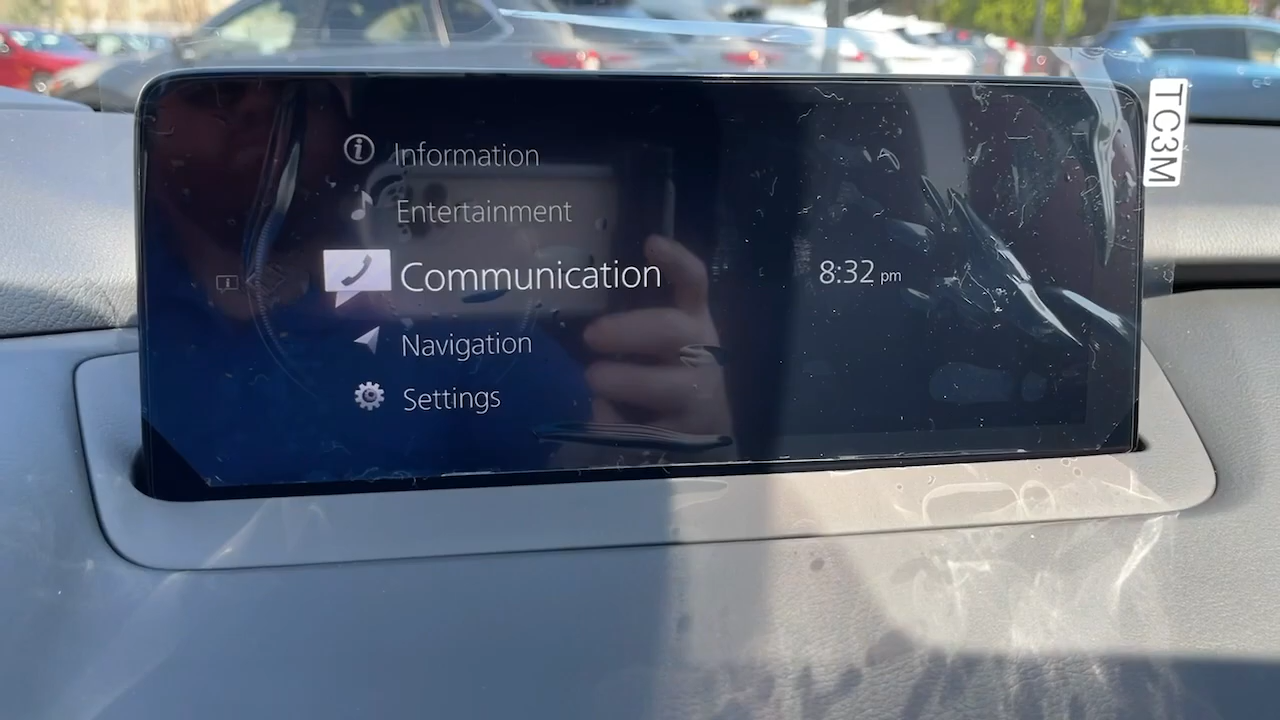 Information
Entertainment
Communication
8:32 pm
Navigation
Settings
TC3M